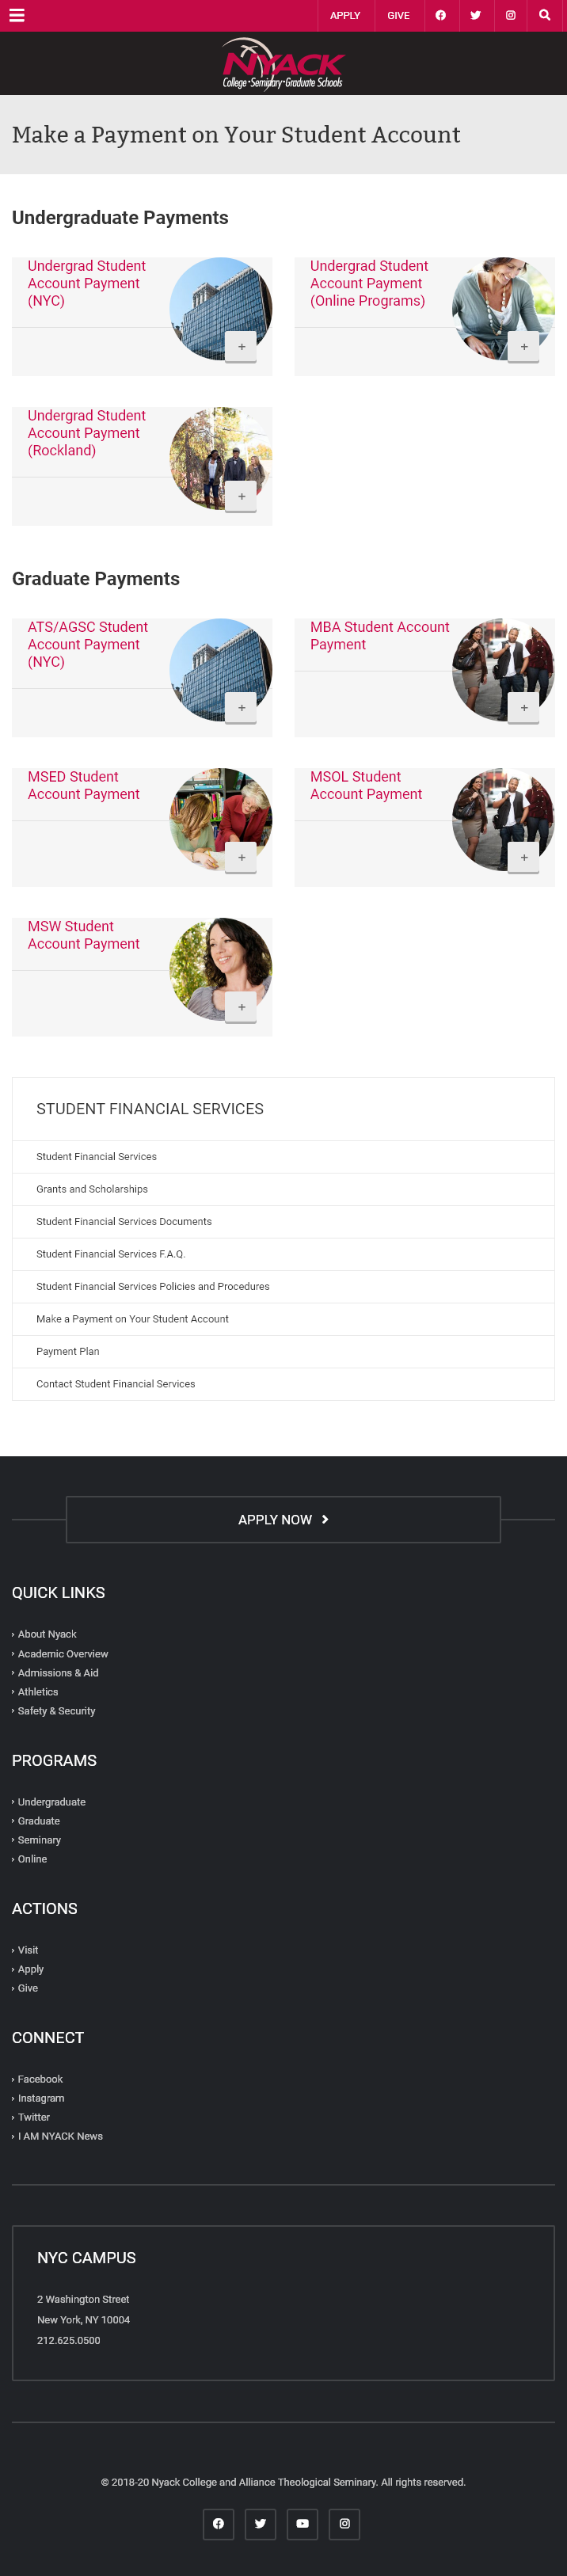 APPLY
GIVE
NYACK
College • Seminary • Graduate Schools
Make a Payment on Your Student Account
Undergraduate Payments
Undergrad Student
Account Payment
(NYC)
+
Undergrad Student
Account Payment
(Online Programs)
+
Undergrad Student
Account Payment
(Rockland)
+
Graduate Payments
ATS/AGSC Student
Account Payment
(NYC)
+
MBA Student Account
Payment
+
MSED Student
Account Payment
+
MSOL Student
Account Payment
+
MSW Student
Account Payment
+
STUDENT FINANCIAL SERVICES
Student Financial Services
Grants and Scholarships
Student Financial Services Documents
Student Financial Services F.A.Q.
Student Financial Services Policies and Procedures
Make a Payment on Your Student Account
Payment Plan
Contact Student Financial Services
APPLY NOW
QUICK LINKS
About Nyack
Academic Overview
Admissions & Aid
Athletics
Safety & Security
PROGRAMS
Undergraduate
Graduate
Seminary
Online
ACTIONS
Visit
Apply
Give
CONNECT
Facebook
Instagram
Twitter
I AM NYACK News
NYC CAMPUS
2 Washington Street
New York, NY 10004
212.625.0500
© 2018-20 Nyack College and Alliance Theological Seminary. All rights reserved.